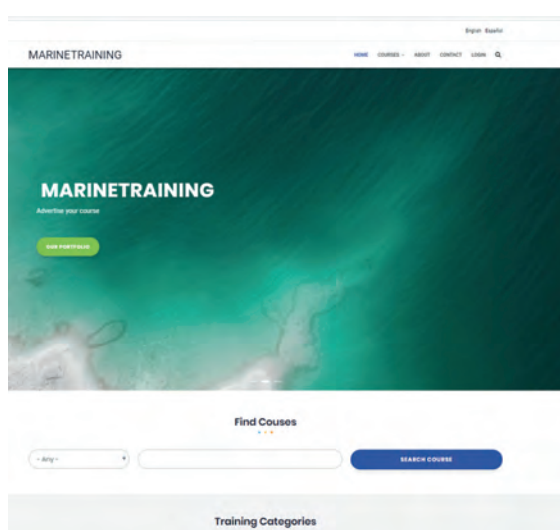 English Español
MARINETRAINING
HOME COURSES ABOUT CONTACT LOGIN
MARINETRAINING
Advertise your course
OUR PORTFOLIO
Find Couses
- Any -
SEARCH COURSE
Training Categories